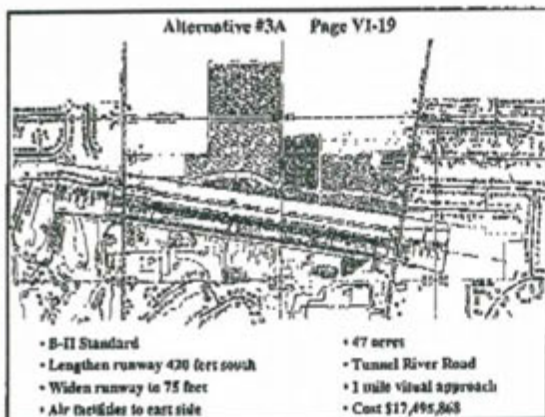 Alternative #3A Page VI-19
• B-II Standard
• Lengthen runway 420 feet south
• Widen runway to 75 feet
• Air facilities to east side
• 47 acres
• Tunnel River Road
• 1 mile visual approach
• Cost $17,495,868